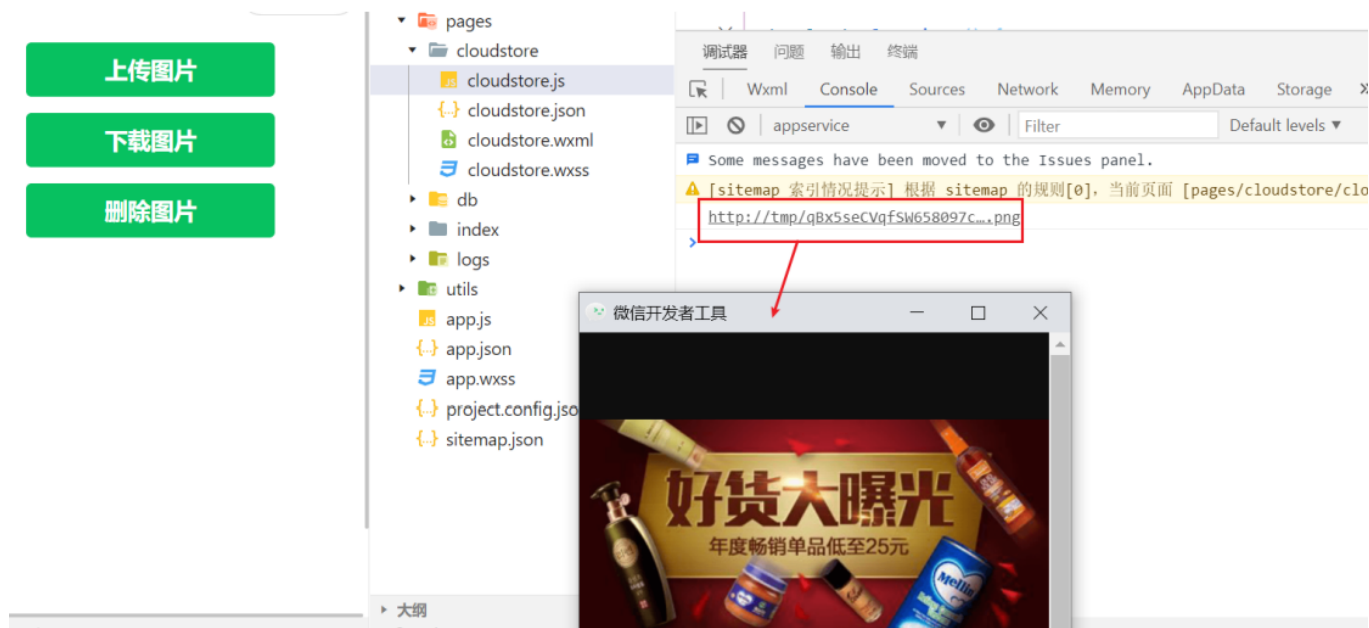 上传图片
下载图片
删除图片
pages
cloudstore
cloudstore.js
cloudstore.json
cloudstore.wxml
cloudstore.wxss
db
index
logs
utils
app.js
app.json
app.wxss
project.config.jso
sitemap.json
大纲
调试器 问题 输出 终端
Wxml Console Sources Network Memory AppData Storage
appservice Filter Default levels
Some messages have been moved to the Issues panel.
[sitemap 索引情况提示] 根据 sitemap 的规则[0]，当前页面 [pages/cloudstore/clo
http://tmp/qBx5seCVqfSW658097c….png
微信开发者工具
好货大曝光
年度畅销单品低至25元
Mellin